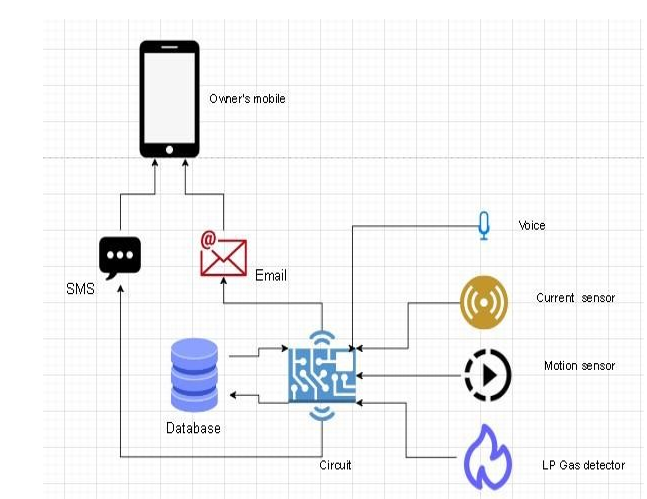 Owner's mobile
Voice
@
SMS
Email
Current sensor
Motion sensor
Database
Circuit
LP Gas detector